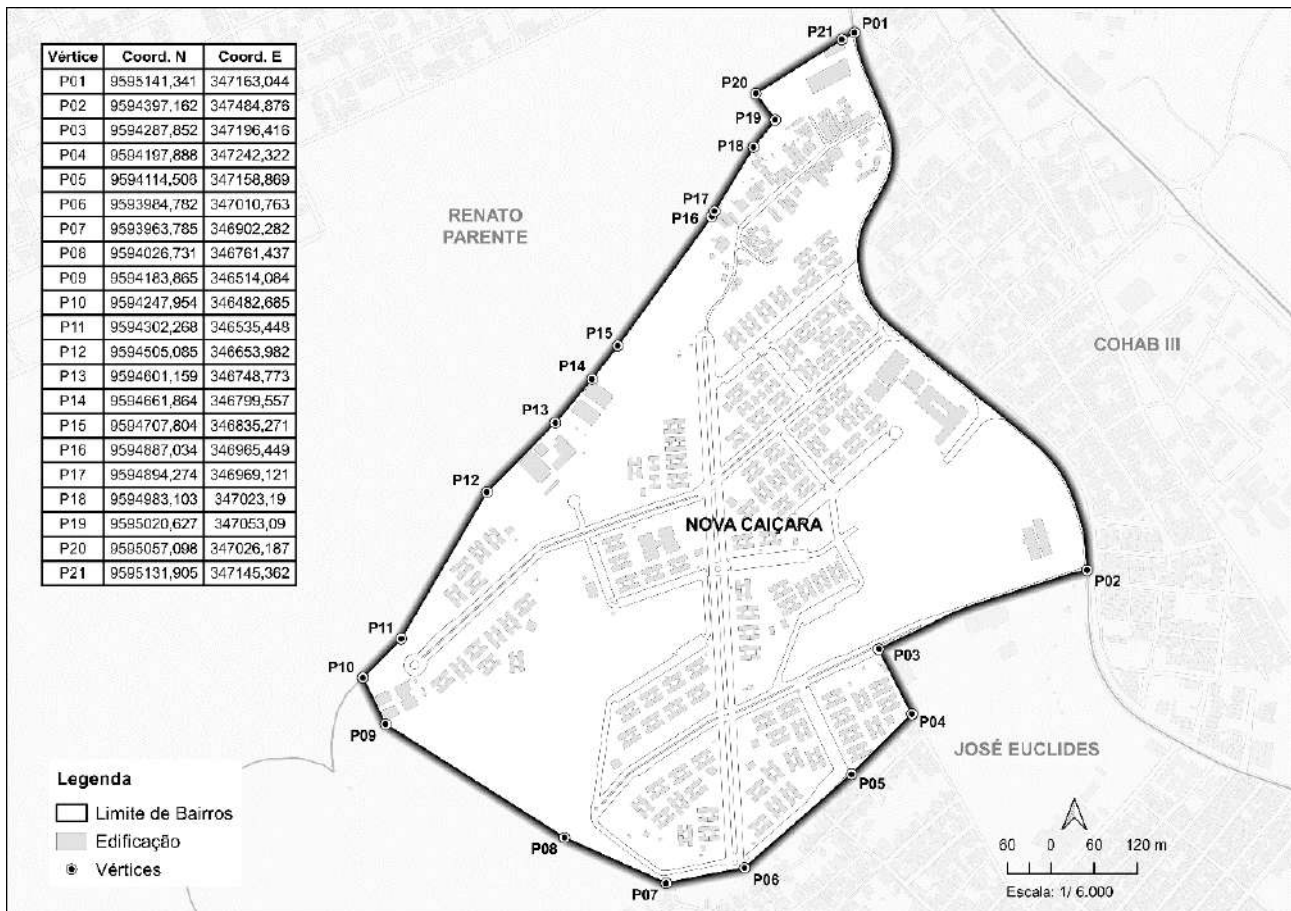 Vértice Coord. N Coord. E
P01 9595141,341 347163,044
P02 9594397,162 347484,876
P03 9594287,852 347196,416
P04 9594197,888 347242,322
P05 9594114,506 347158,869
P06 9593984,782 347010,763
P07 9593963,785 346902,282
P08 9594026,731 346761,437
P09 9594183,865 346514,084
P10 9594247,954 346482,685
P11 9594302,268 346535,448
P12 9594505,085 346653,982
P13 9594601,159 346748,773
P14 9594661,864 346799,557
P15 9594707,804 346835,271
P16 9594887,034 346965,449
P17 9594894,274 346969,121
P18 9594983,103 347023,19
P19 9595020,627 347053,09
P20 9595057,098 347026,187
P21 9595131,905 347145,362
P01
P21
P20
P19
P18
P17
P16
RENATO
PARENTE
P15
COHAB III
P14
P13
P12
NOVA CAIÇARA
P02
P11
P03
P10
P04
P09
JOSÉ EUCLIDES
P05
P08
P06
P07
Legenda
Limite de Bairros
Edificação
Vértices
60 0 60 120 m
Escala: 1/ 6.000